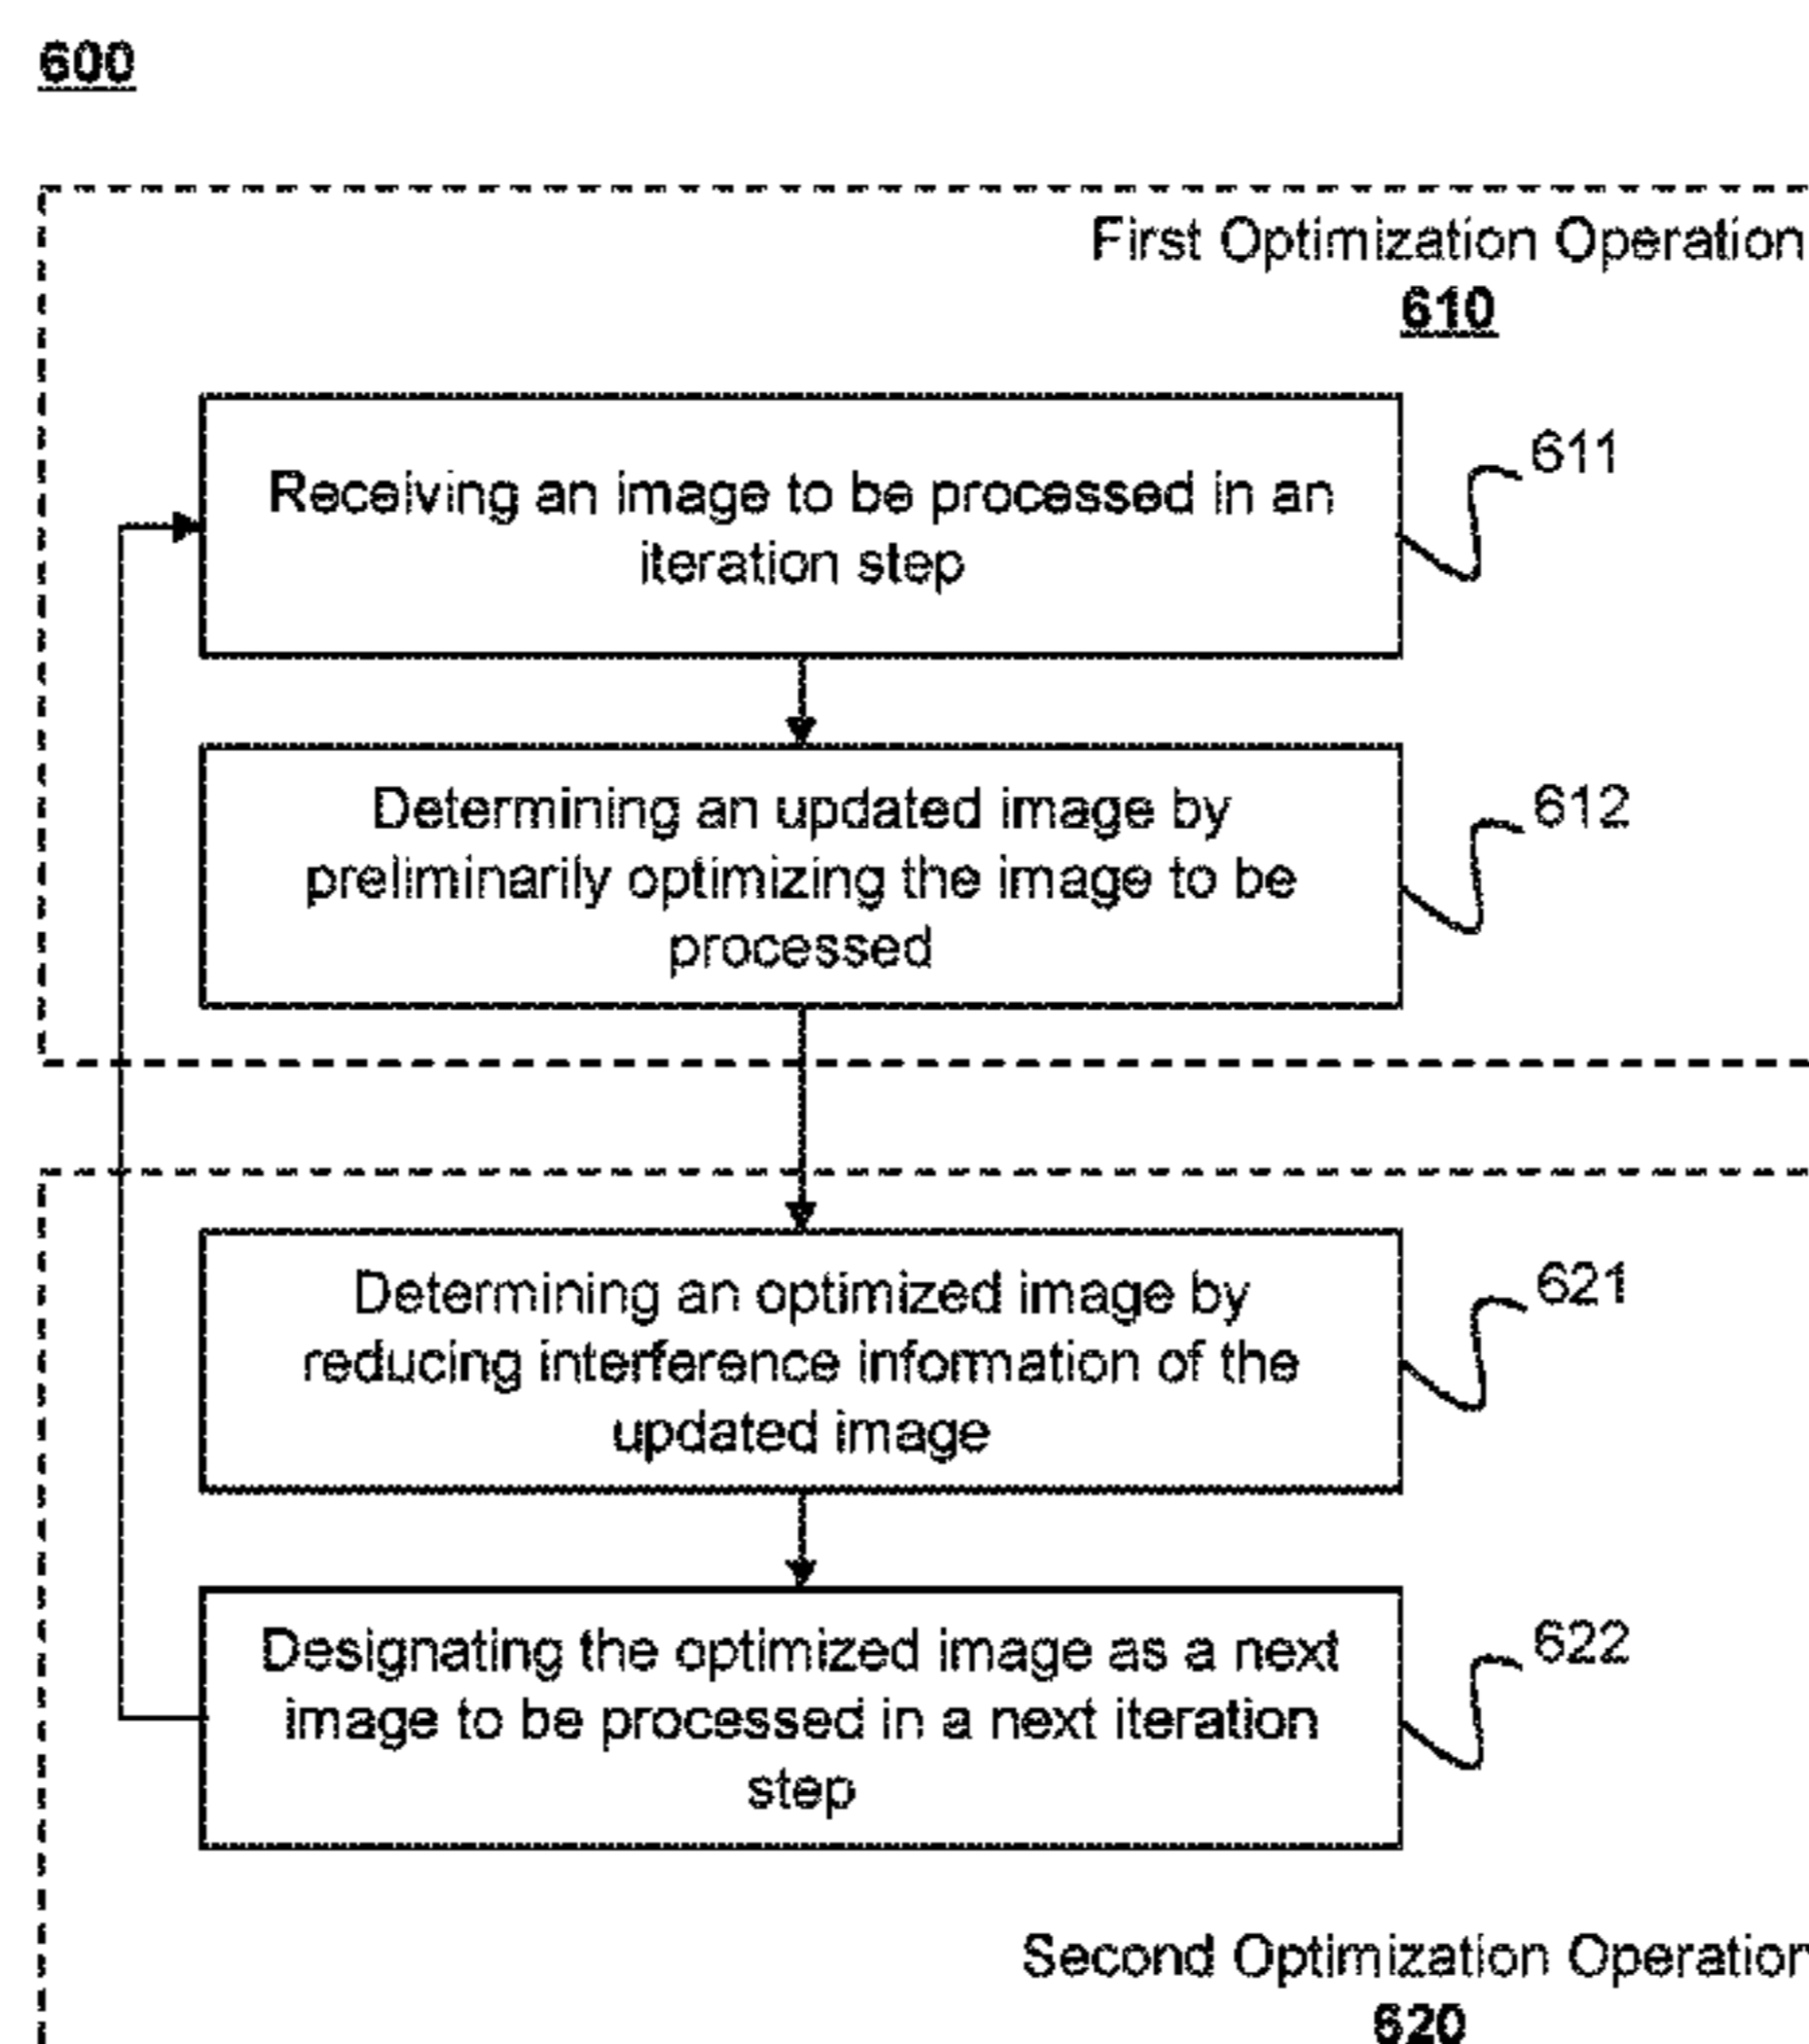 600
First Optimization Operation
610
Receiving an image to be processed in an
iteration step
611
Determining an updated image by
preliminarily optimizing the image to be
processed
612
Determining an optimized image by
reducing interference information of the
updated image
621
Designating the optimized image as a next
image to be processed in a next iteration
step
622
Second Optimization Operation
620